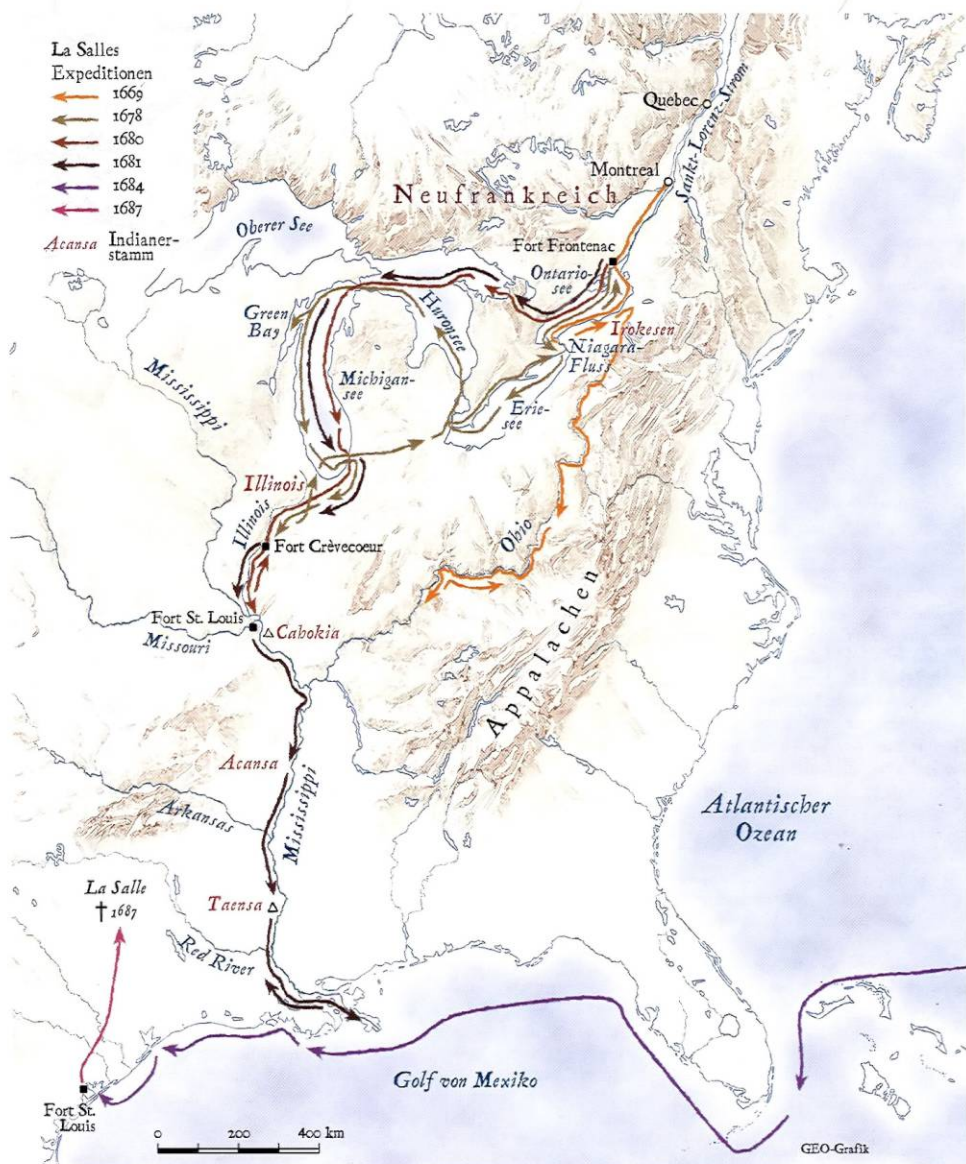 La Salles
Expeditionen
1669
1678
1680
1681
1684
1687
Acansa Indianer-
stamm
Quebec
Sankt-Lorenz-Strom
Montreal
Neufrankreich
Oberer See
Fort Frontenac
Ontario-
see
Green
Bay
Huronsee
Irokesen
Niagara-
Fluss
Mississippi
Michigan-
see
Erie-
see
Illinois
Illinois
Ohio
Fort Crèvecoeur
Fort St. Louis
Cahokia
Missouri
Appalachen
Acansa
Mississippi
Arkansas
Atlantischer
Ozean
La Salle
† 1687
Taensa
Red River
Golf von Mexiko
Fort St.
Louis
0 200 400 km
GEO-Grafik